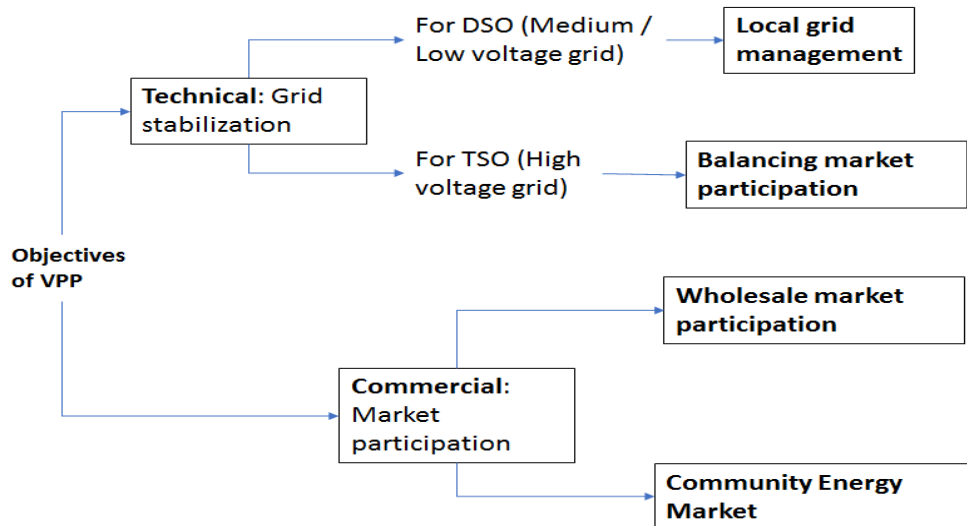 For DSO (Medium /
Low voltage grid)
Local grid
management
Technical: Grid
stabilization
For TSO (High
voltage grid)
Balancing market
participation
Objectives
of VPP
Wholesale market
participation
Commercial:
Market
participation
Community Energy
Market